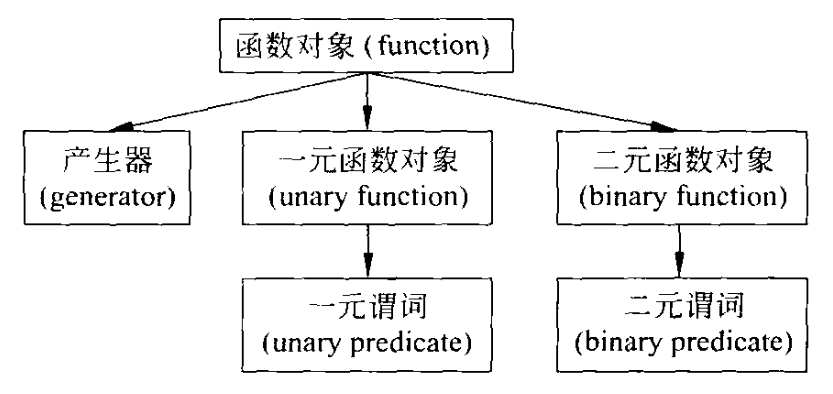 函数对象 (function)
产生器
(generator)
一元函数对象
(unary function)
二元函数对象
(binary function)
一元谓词
(unary predicate)
二元谓词
(binary predicate)